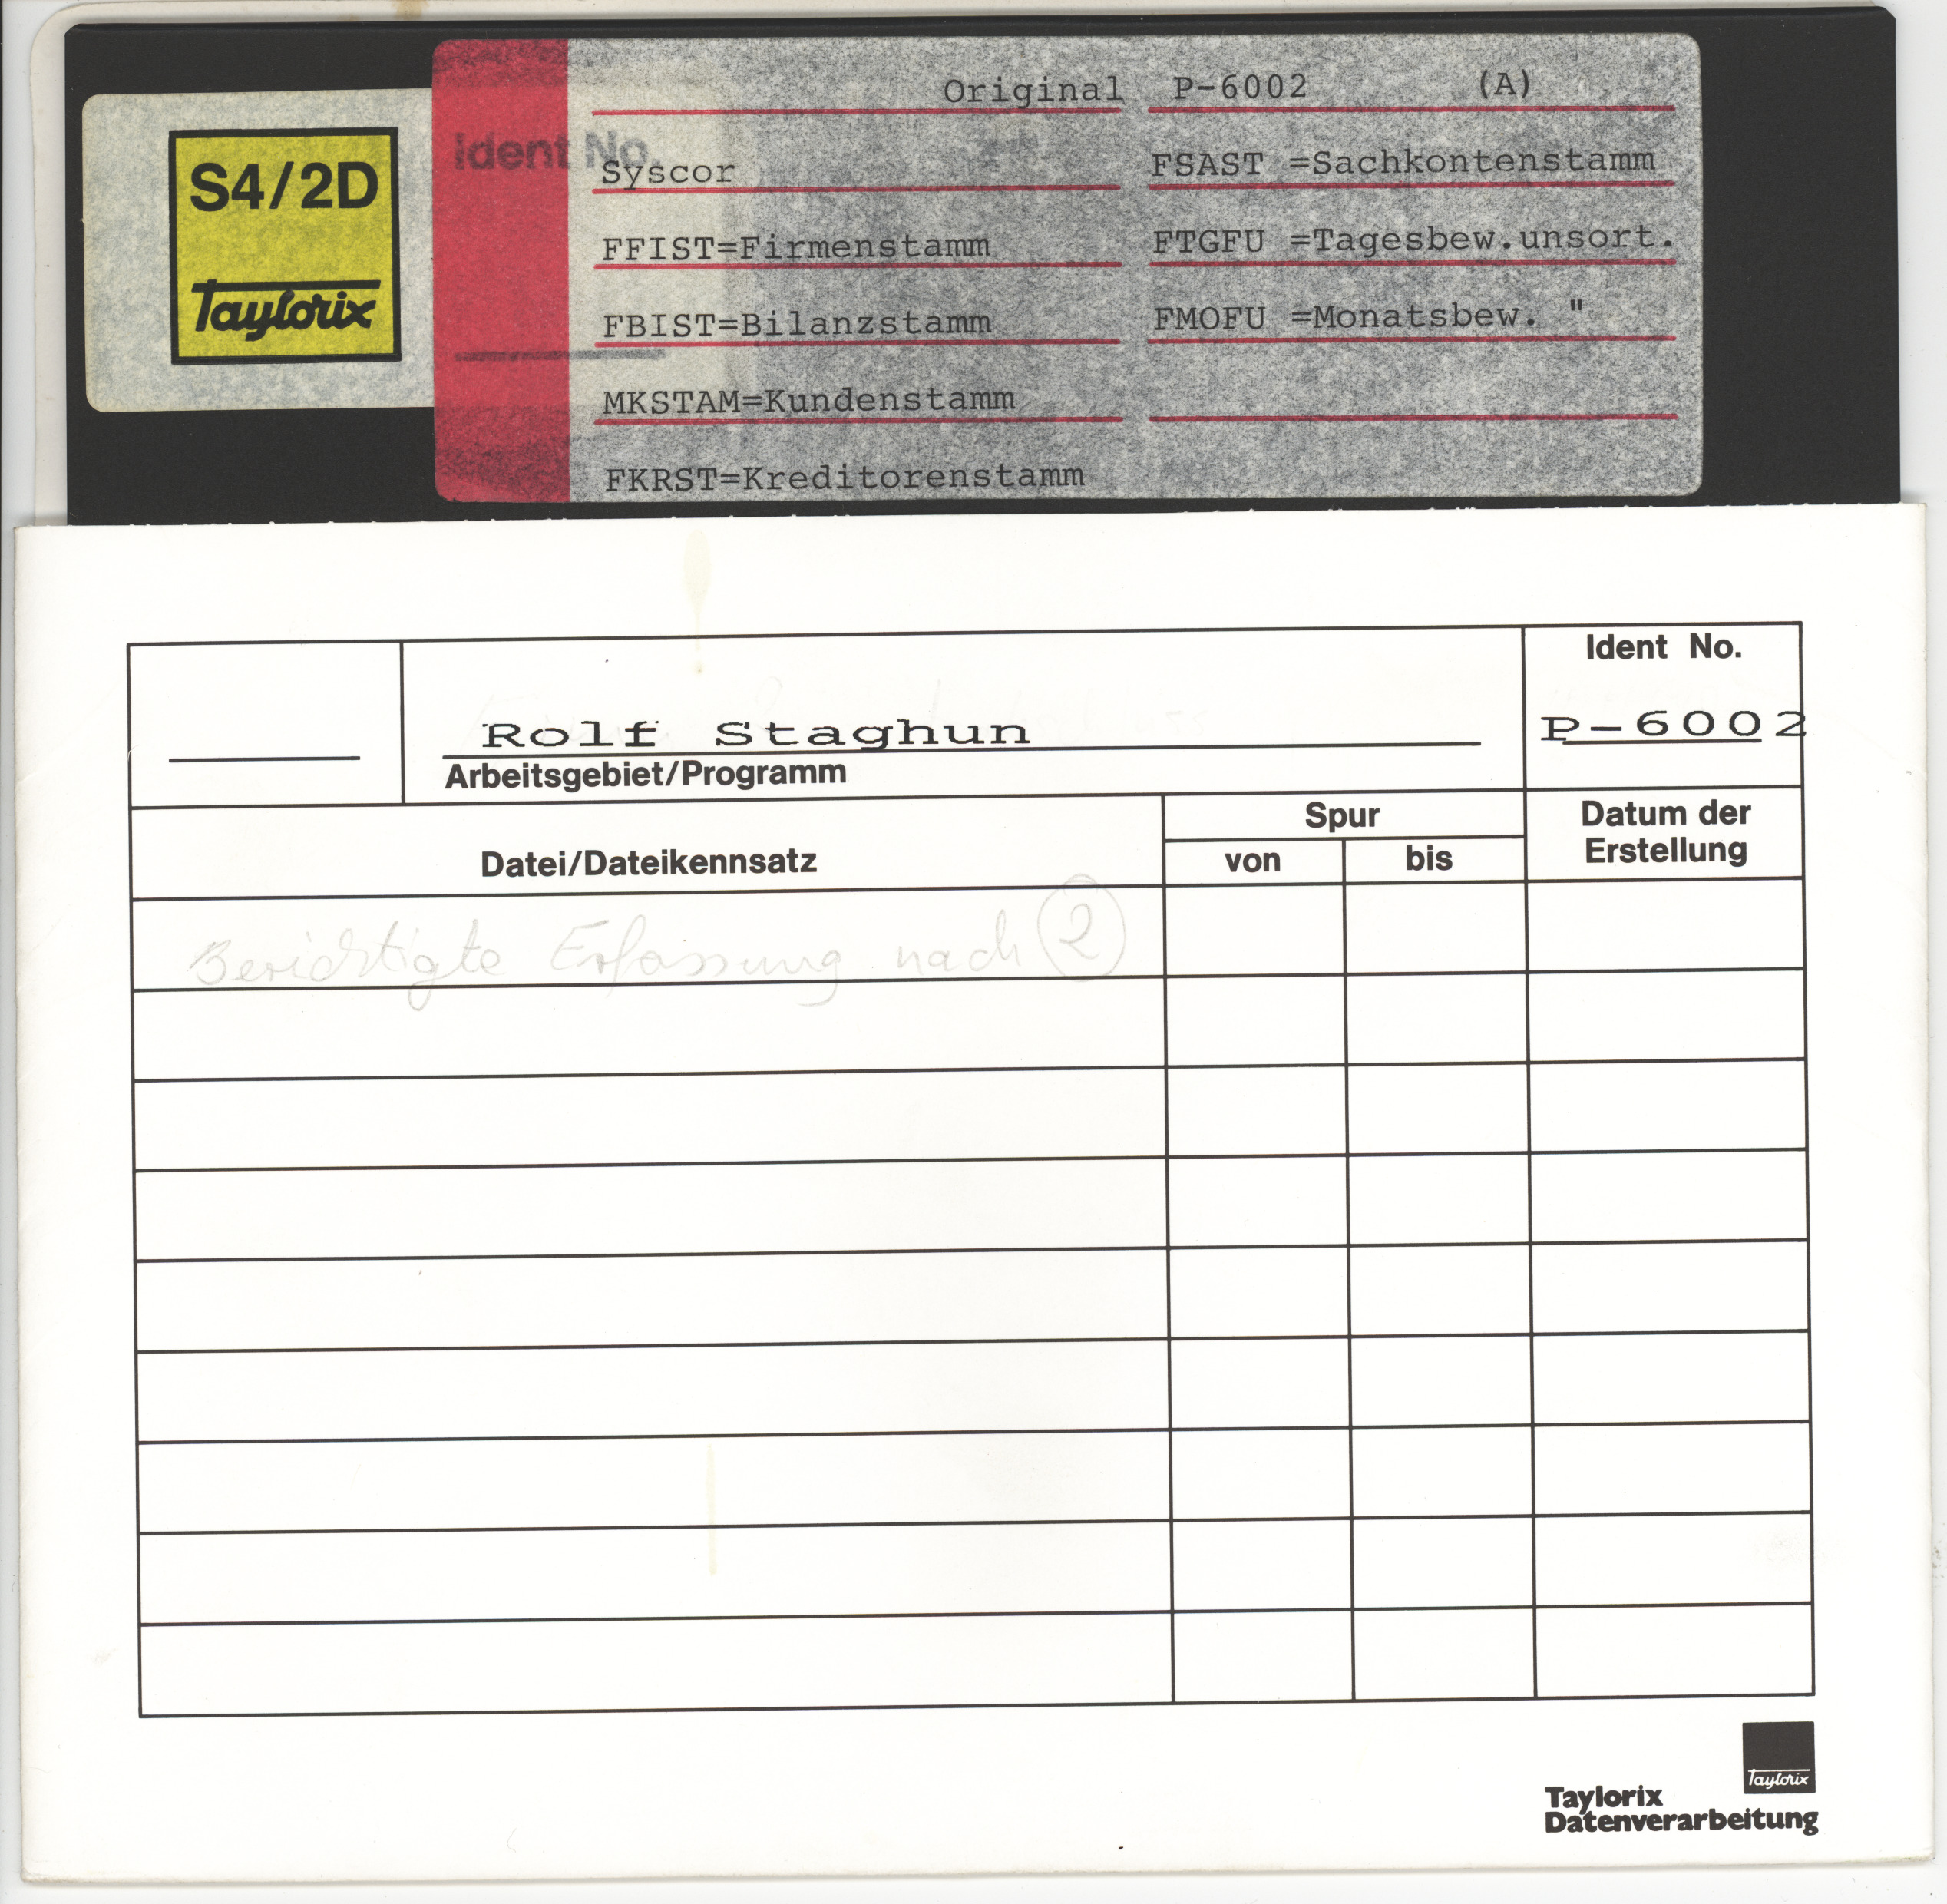 S4/2D
Taylorix
Ident No.
Original P-6002 (A)
Syscor
FFIST=Firmenstamm
FBIST=Bilanzstamm
MKSTAM=Kundenstamm
FKRST=Kreditorenstamm
FSAST =Sachkontenstamm
FTGFU =Tagesbew.unsort.
FMOFU =Monatsbew. "
Rolf Staghun
Arbeitsgebiet/Programm
Ident No.
P-6002
Datei/Dateikennsatz
Spur
von bis
Datum der
Erstellung
Berichtigte Erfassung nach 2
Taylorix
Taylorix
Datenverarbeitung